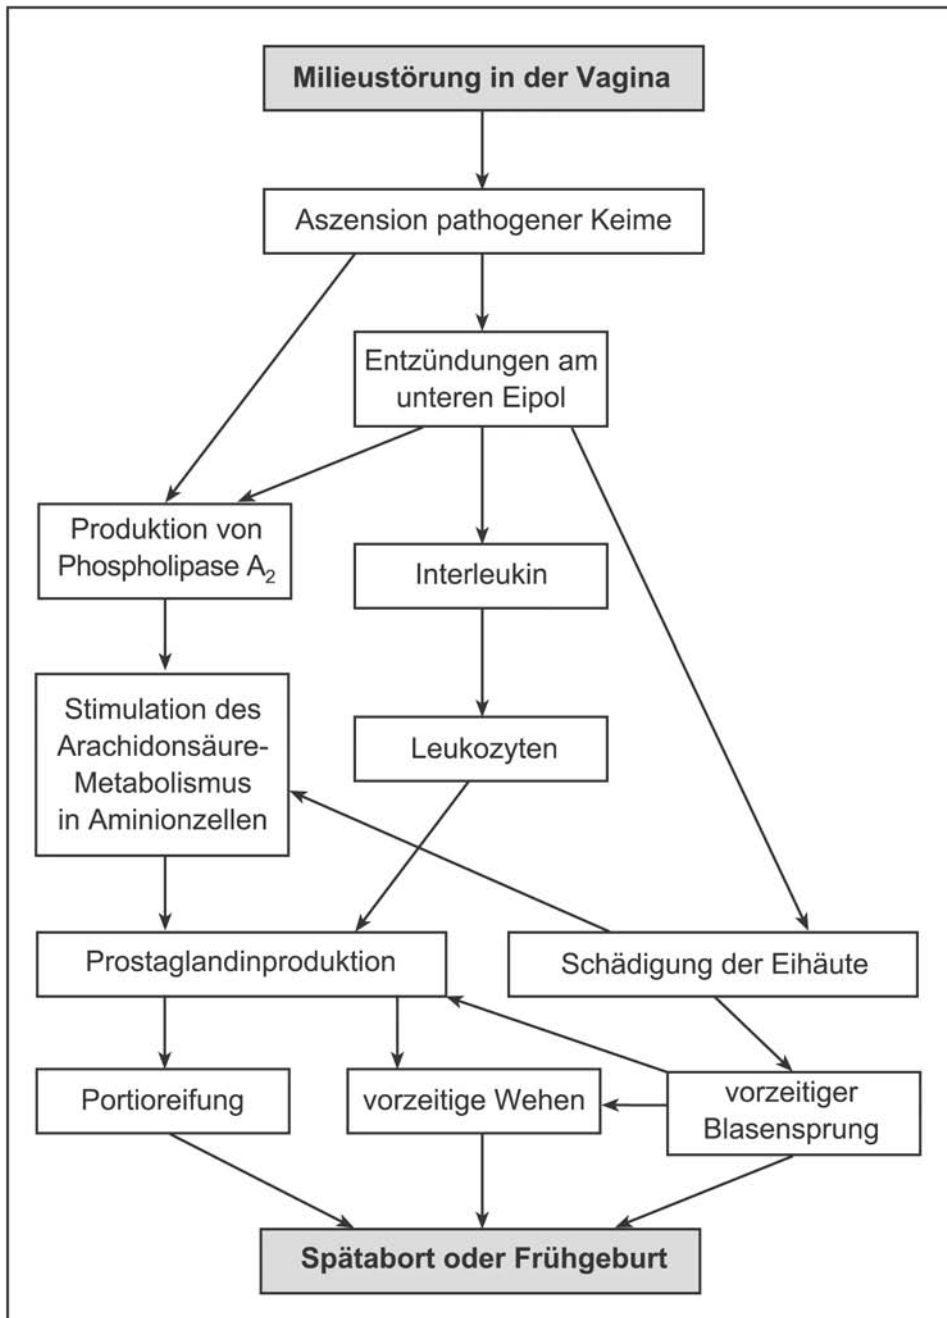 Milieustörung in der Vagina
Aszension pathogener Keime
Entzündungen am
unteren Eipol
Produktion von
Phospholipase A₂
Interleukin
Stimulation des
Arachidonsäure-
Metabolismus
in Aminionzellen
Leukozyten
Prostaglandinproduktion
Schädigung der Eihäute
Portioreifung
vorzeitige Wehen
vorzeitiger
Blasensprung
Spätabort oder Frühgeburt